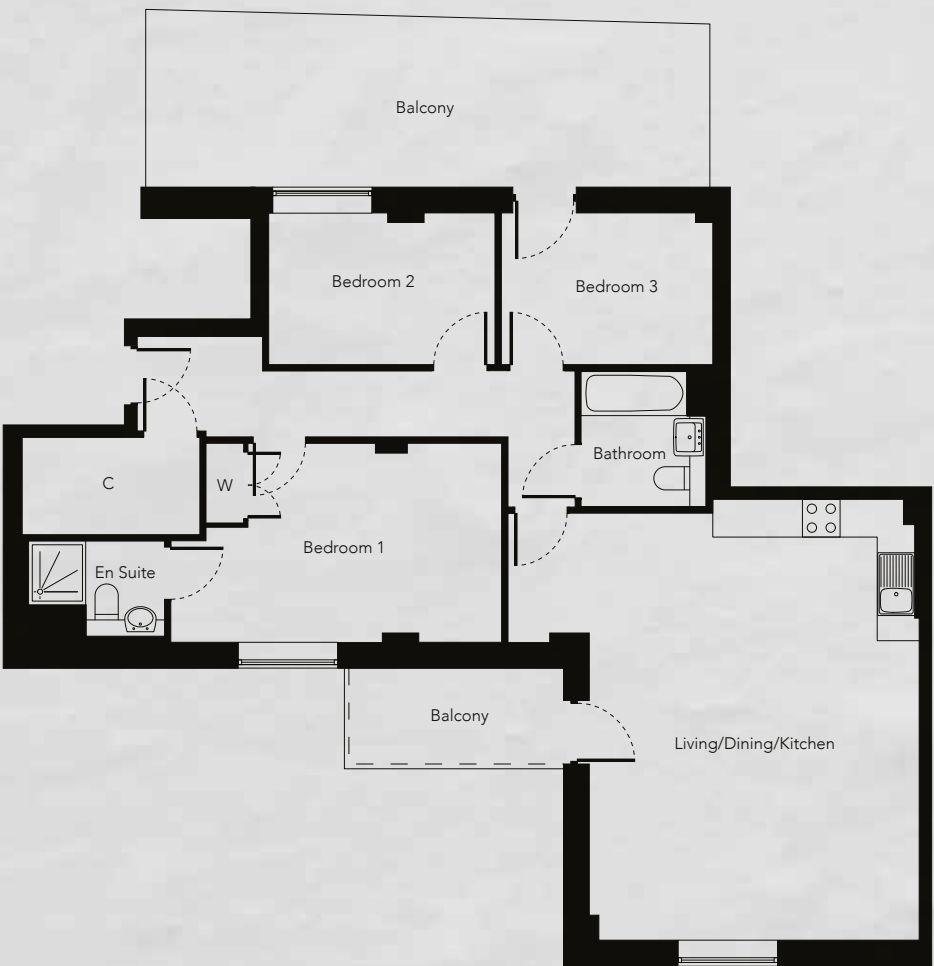 Balcony
Bedroom 2
Bedroom 3
Bathroom
C
W
Bedroom 1
En Suite
Balcony
Living/Dining/Kitchen